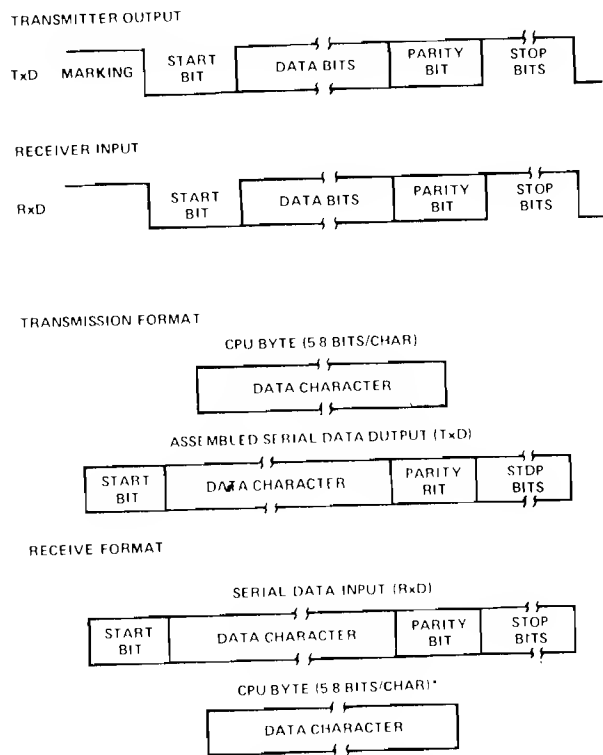 TRANSMITTER OUTPUT
TxD MARKING START BIT DATA BITS PARITY BIT STOP BITS
RECEIVER INPUT
RxD START BIT DATA BITS PARITY BIT STOP BITS
TRANSMISSION FORMAT
CPU BYTE (5 8 BITS/CHAR)
DATA CHARACTER
ASSEMBLED SERIAL DATA DUTPUT (TxD)
START BIT DATA CHARACTER PARITY RIT STDP BITS
RECEIVE FORMAT
SERIAL DATA INPUT (RxD)
START BIT DATA CHARACTER PARITY BIT STOP BITS
CPU BYTE (5 8 BITS/CHAR)*
DATA CHARACTER